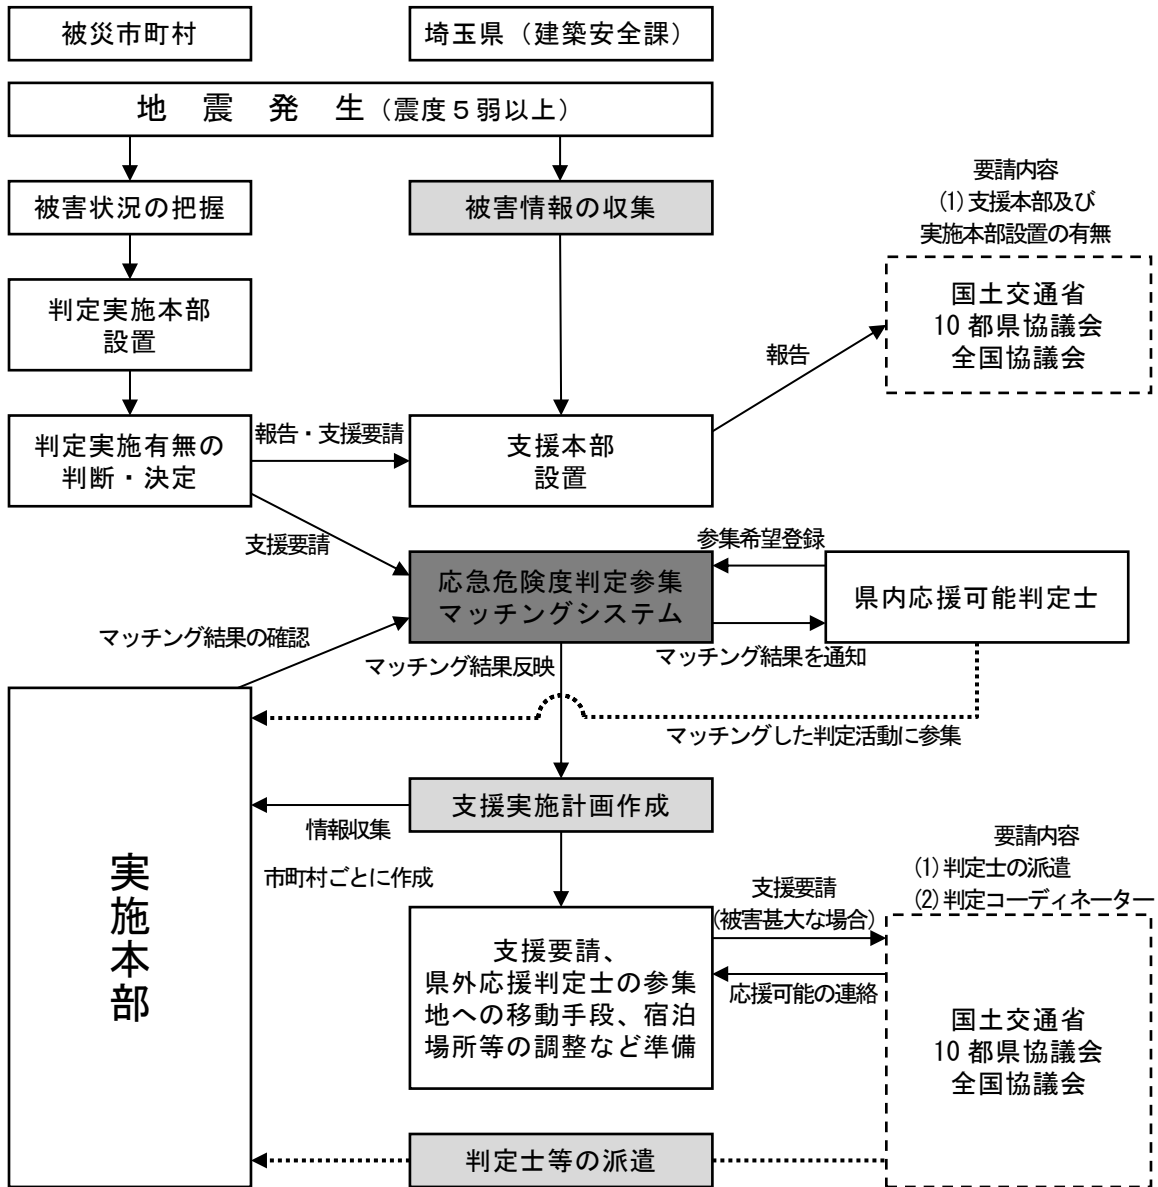 被災市町村
埼玉県（建築安全課）
地　震　発　生（震度５弱以上）
被害状況の把握
被害情報の収集
要請内容
(1)支援本部及び
実施本部設置の有無
判定実施本部
設置
国土交通省
10都県協議会
全国協議会
報告
判定実施有無の
判断・決定
報告・支援要請
支援本部
設置
支援要請
参集希望登録
応急危険度判定参集
マッチングシステム
県内応援可能判定士
マッチング結果の確認
マッチング結果反映
マッチング結果を通知
マッチングした判定活動に参集
支援実施計画作成
情報収集
市町村ごとに作成
実施本部
要請内容
(1)判定士の派遣
(2)判定コーディネーター
支援要請
(被害甚大な場合)
支援要請、
県外応援判定士の参集
地への移動手段、宿泊
場所等の調整など準備
応援可能の連絡
国土交通省
10都県協議会
全国協議会
判定士等の派遣